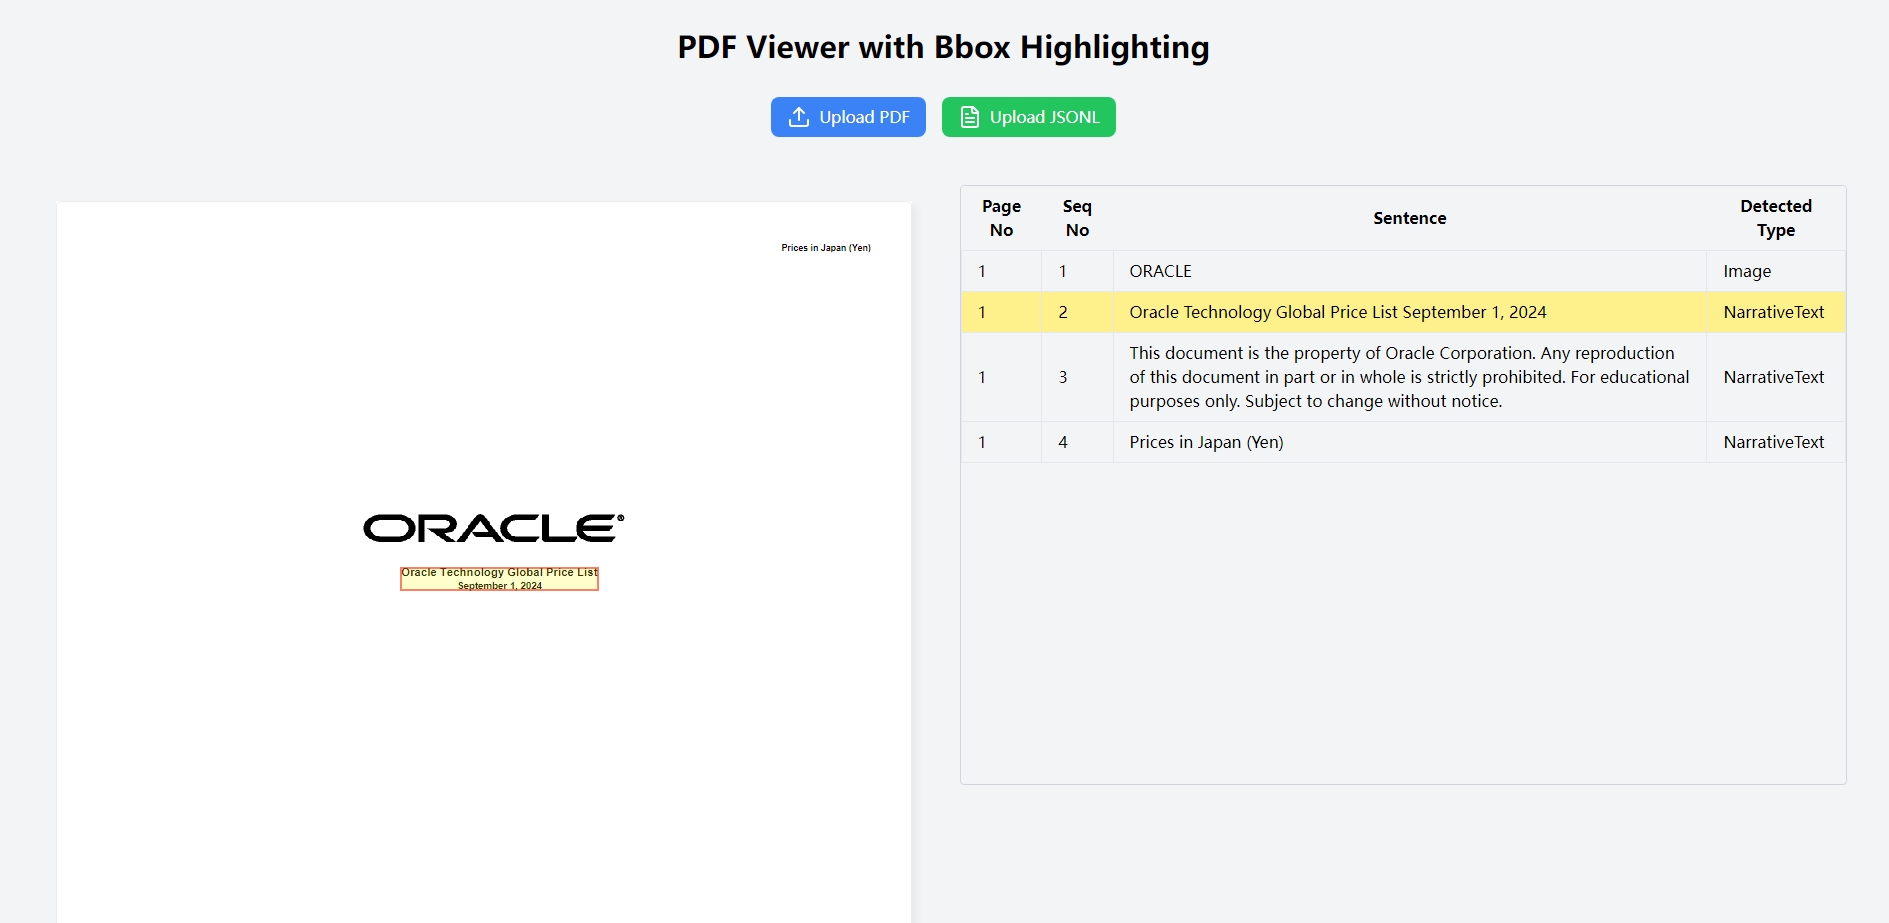 PDF Viewer with Bbox Highlighting
Upload PDF
Upload JSONL
Prices in Japan (Yen)
ORACLE®
Oracle Technology Global Price List
September 1, 2024
Page No
Seq No
Sentence
Detected Type
1 1 ORACLE Image
1 2 Oracle Technology Global Price List September 1, 2024 NarrativeText
This document is the property of Oracle Corporation. Any reproduction
1 3 of this document in part or in whole is strictly prohibited. For educational NarrativeText
purposes only. Subject to change without notice.
1 4 Prices in Japan (Yen) NarrativeText